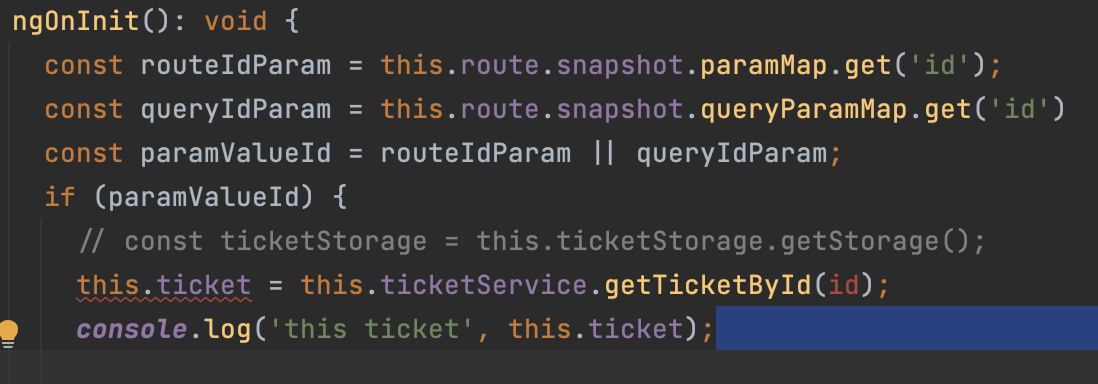 ngOnInit(): void {
const routeIdParam = this.route.snapshot.paramMap.get('id');
const queryIdParam = this.route.snapshot.queryParamMap.get('id')
const paramValueId = routeIdParam || queryIdParam;
if (paramValueId) {
// const ticketStorage = this.ticketStorage.getStorage();
this.ticket = this.ticketService.getTicketById(id);
console.log('this ticket', this.ticket);